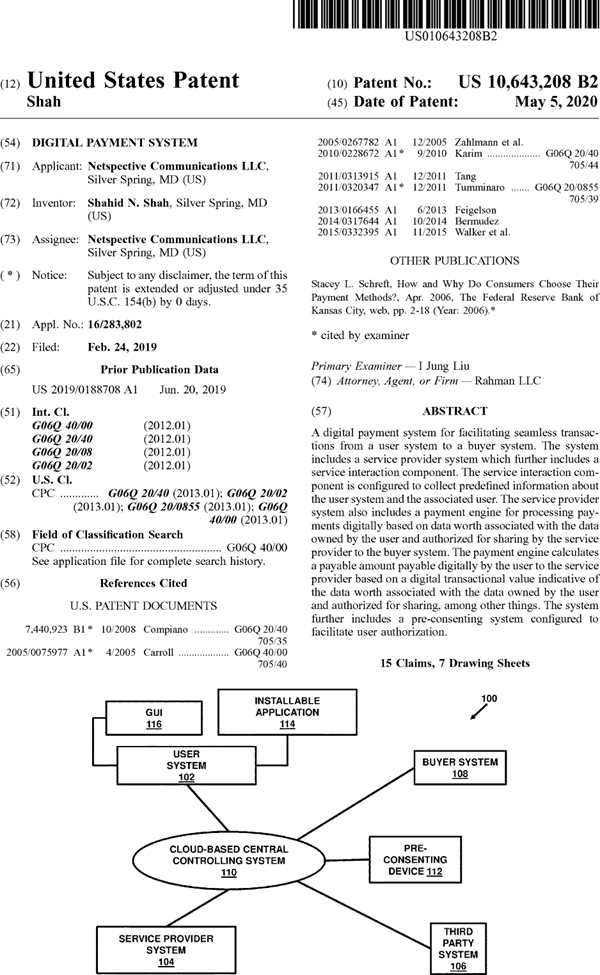 US010643208B2
(12) United States Patent
Shah
(10) Patent No.: US 10,643,208 B2
(45) Date of Patent: May 5, 2020
(54) DIGITAL PAYMENT SYSTEM
(71) Applicant: Netspective Communications LLC,
Silver Spring, MD (US)
(72) Inventor: Shahid N. Shah, Silver Spring, MD
(US)
(73) Assignee: Netspective Communications LLC,
Silver Spring, MD (US)
( * ) Notice: Subject to any disclaimer, the term of this
patent is extended or adjusted under 35
U.S.C. 154(b) by 0 days.
(21) Appl. No.: 16/283,802
(22) Filed: Feb. 24, 2019
(65) Prior Publication Data
US 2019/0188708 A1 Jun. 20, 2019
(51) Int. Cl.
G06Q 40/00 (2012.01)
G06Q 20/40 (2012.01)
G06Q 20/08 (2012.01)
G06Q 20/02 (2012.01)
(52) U.S. Cl.
CPC ............ G06Q 20/40 (2013.01); G06Q 20/02
(2013.01); G06Q 20/0855 (2013.01); G06Q
40/00 (2013.01)
(58) Field of Classification Search
CPC .................................................... G06Q 40/00
See application file for complete search history.
(56) References Cited
U.S. PATENT DOCUMENTS
7,440,923 B1* 10/2008 Compiano ............. G06Q 20/40
705/35
2005/0075977 A1* 4/2005 Carroll ................... G06Q 40/00
705/40
2005/0267782 A1 12/2005 Zahlmann et al.
2010/0228672 A1* 9/2010 Karim .................... G06Q 20/40
705/44
2011/0313915 A1 12/2011 Tang
2011/0320347 A1* 12/2011 Tumminaro ....... G06Q 20/0855
705/39
2013/0166455 A1 6/2013 Feigelson
2014/0317644 A1 10/2014 Bermudez
2015/0332395 A1 11/2015 Walker et al.
OTHER PUBLICATIONS
Stacey L. Schreft, How and Why Do Consumers Choose Their
Payment Methods?, Apr. 2006, The Federal Reserve Bank of
Kansas City, web, pp. 2-18 (Year: 2006).*
* cited by examiner
Primary Examiner — I Jung Liu
(74) Attorney, Agent, or Firm — Rahman LLC
(57) ABSTRACT
A digital payment system for facilitating seamless transac-
tions from a user system to a buyer system. The system
includes a service provider system which further includes a
service interaction component. The service interaction com-
ponent is configured to collect predefined information about
the user system and the associated user. The service provider
system also includes a payment engine for processing pay-
ments digitally based on data worth associated with the data
owned by the user and authorized for sharing by the service
provider to the buyer system. The payment engine calculates
a payable amount payable digitally by the user to the service
provider based on a digital transactional value indicative of
the data worth associated with the data owned by the user
and authorized for sharing, among other things. The system
further includes a pre-consenting system configured to
facilitate user authorization.
15 Claims, 7 Drawing Sheets
GUI
116
INSTALLABLE
APPLICATION
114
100
USER
SYSTEM
102
BUYER SYSTEM
108
CLOUD-BASED CENTRAL
CONTROLLING SYSTEM
110
PRE-
CONSENTING
DEVICE 112
SERVICE PROVIDER
SYSTEM
104
THIRD
PARTY
SYSTEM
106